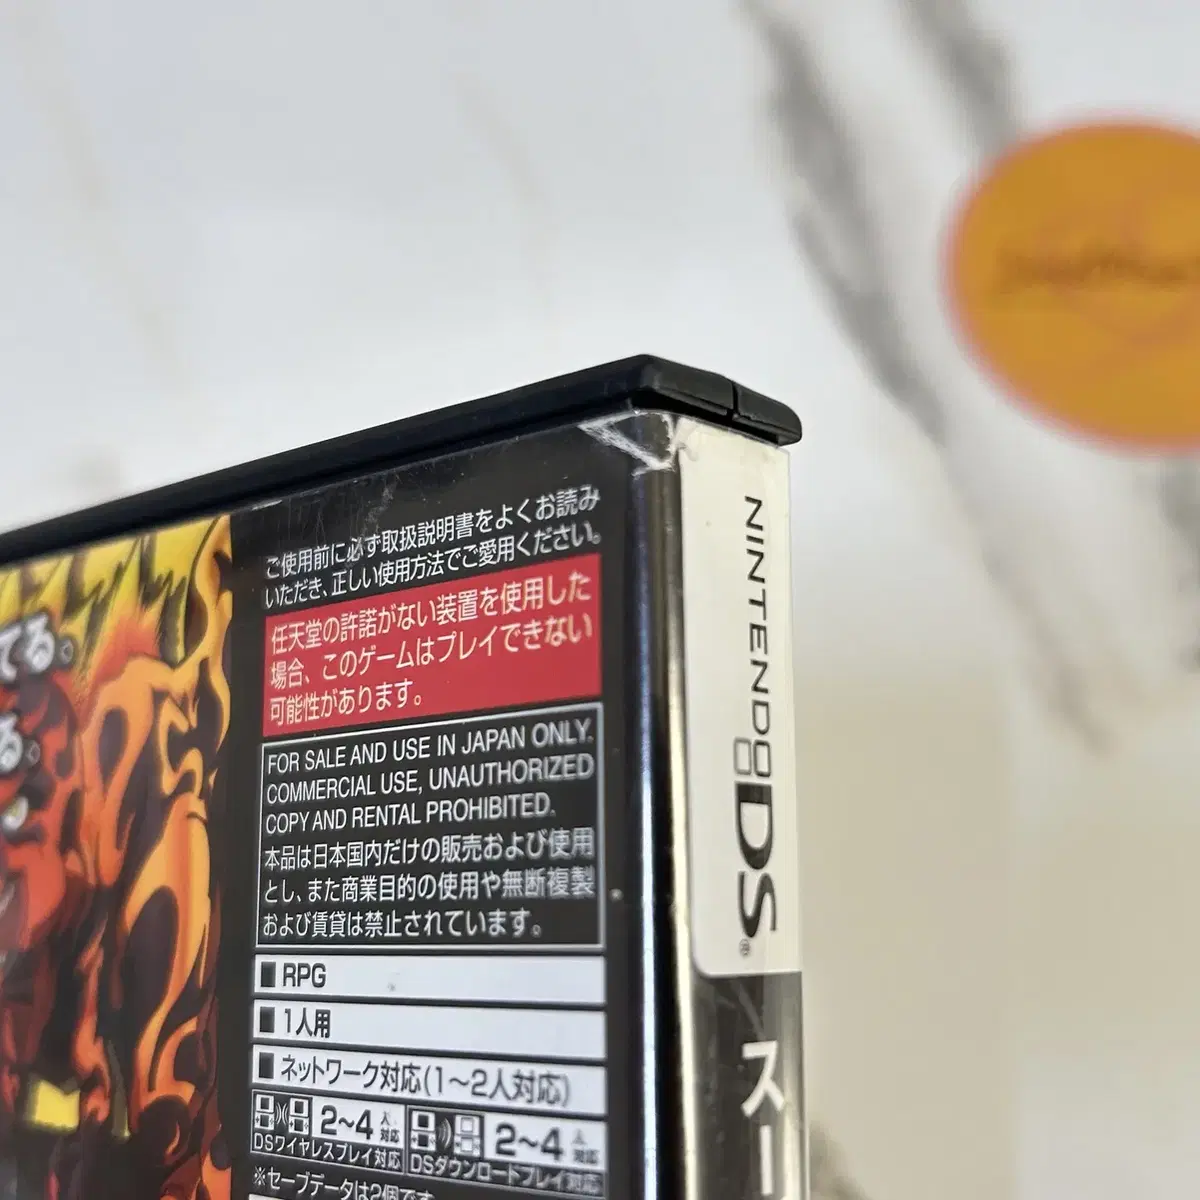 てる。
る。
ご使用前に必ず取扱説明書をよくお読み
いただき、正しい使用方法でご愛用ください。
任天堂の許諾がない装置を使用した
場合、このゲームはプレイできない
可能性があります。
FOR SALE AND USE IN JAPAN ONLY.
COMMERCIAL USE, UNAUTHORIZED
COPY AND RENTAL PROHIBITED.
本品は日本国内だけの販売および使用
とし、また商業目的の使用や無断複製
および賃貸は禁止されています。
■ RPG
■ 1人用
■ ネットワーク対応(1～2人対応)
2～4人対応
DSワイヤレスプレイ対応
2～4人対応
DSダウンロードプレイ対応
※セーブデータは2個です
NINTENDO DS®
スー